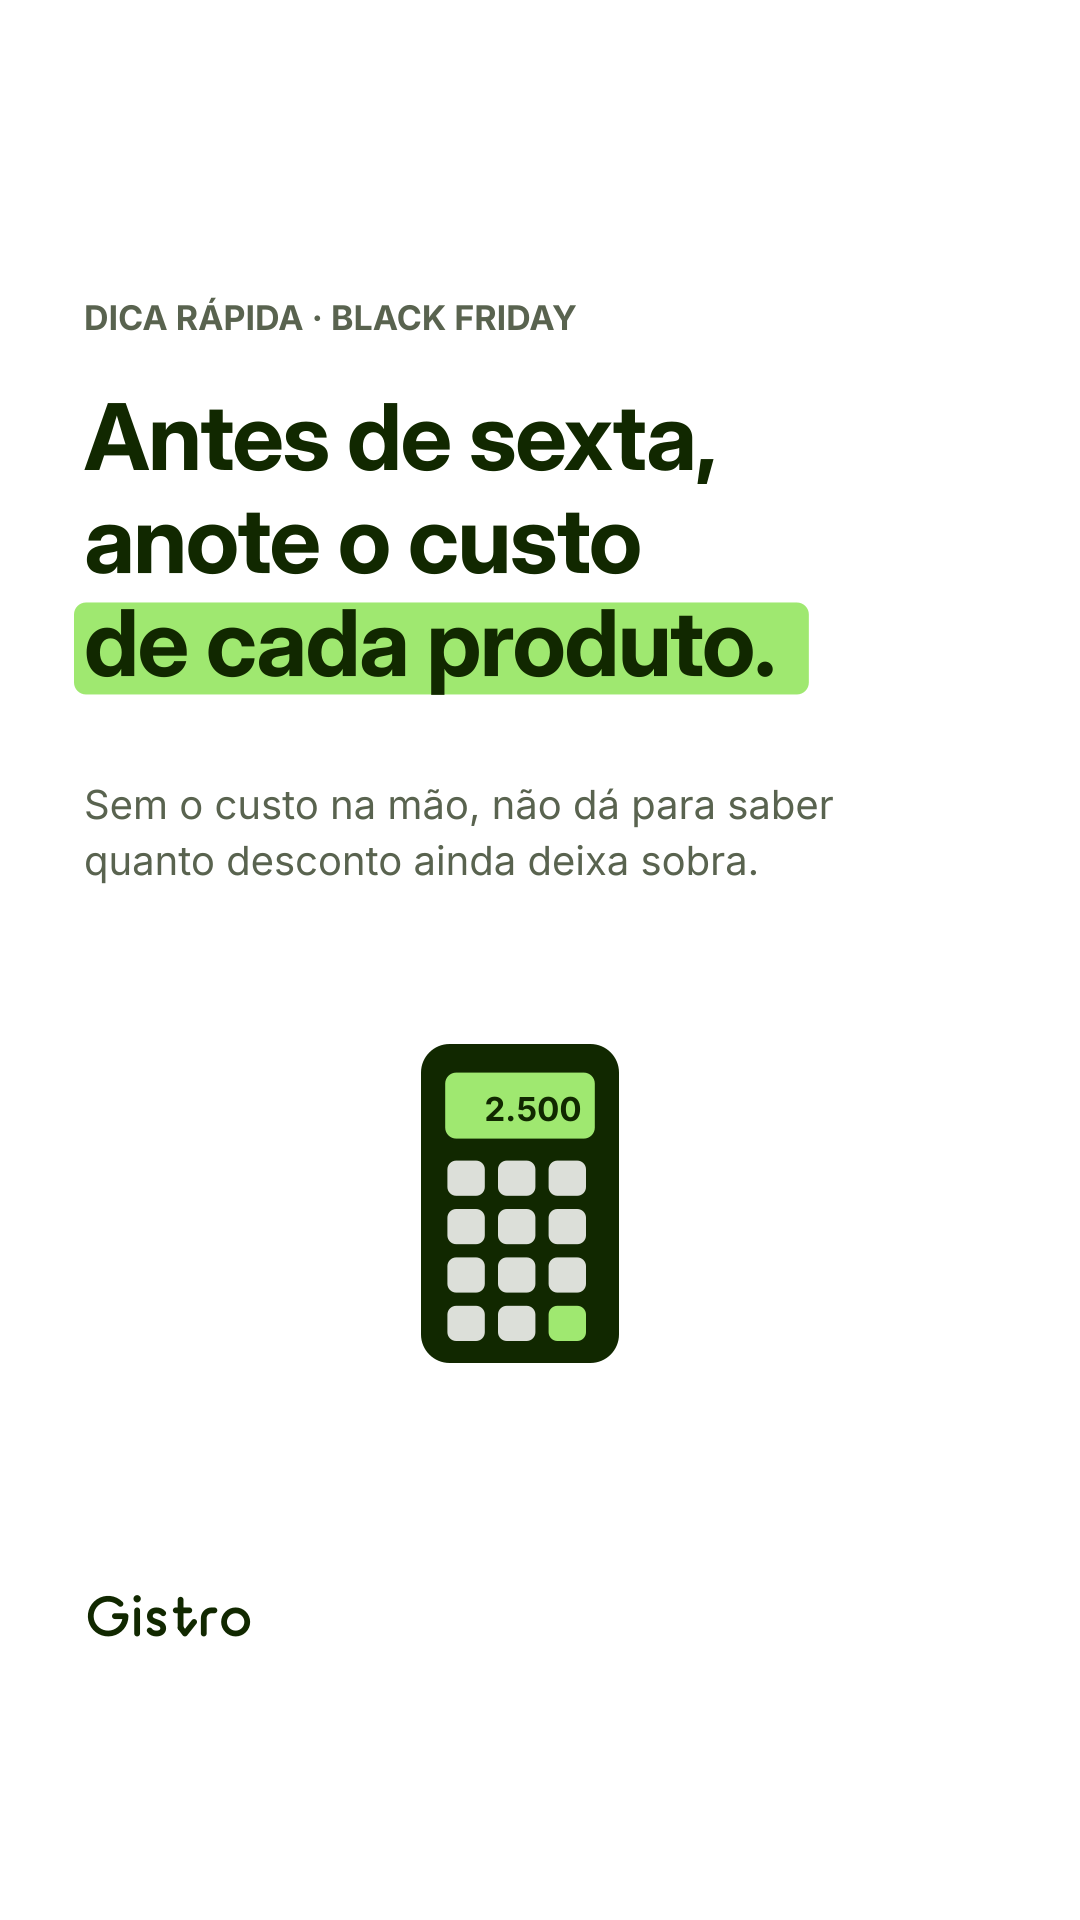 DICA RÁPIDA · BLACK FRIDAY
Antes de sexta,
anote o custo
de cada produto.
Sem o custo na mão, não dá para saber
quanto desconto ainda deixa sobra.
2.500
Gistro